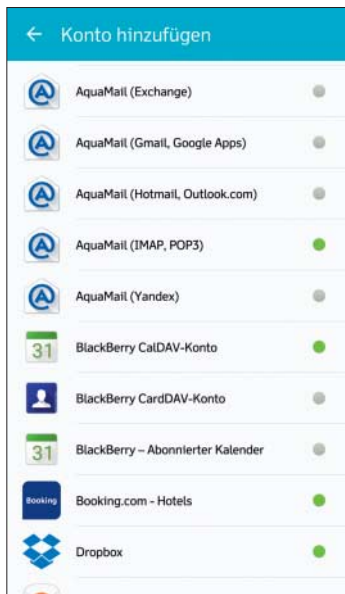 Konto hinzufügen
AquaMail (Exchange)
AquaMail (Gmail, Google Apps)
AquaMail (Hotmail, Outlook.com)
AquaMail (IMAP, POP3)
AquaMail (Yandex)
31 BlackBerry CalDAV-Konto
BlackBerry CardDAV-Konto
31 BlackBerry – Abonnierter Kalender
Booking Booking.com - Hotels
Dropbox